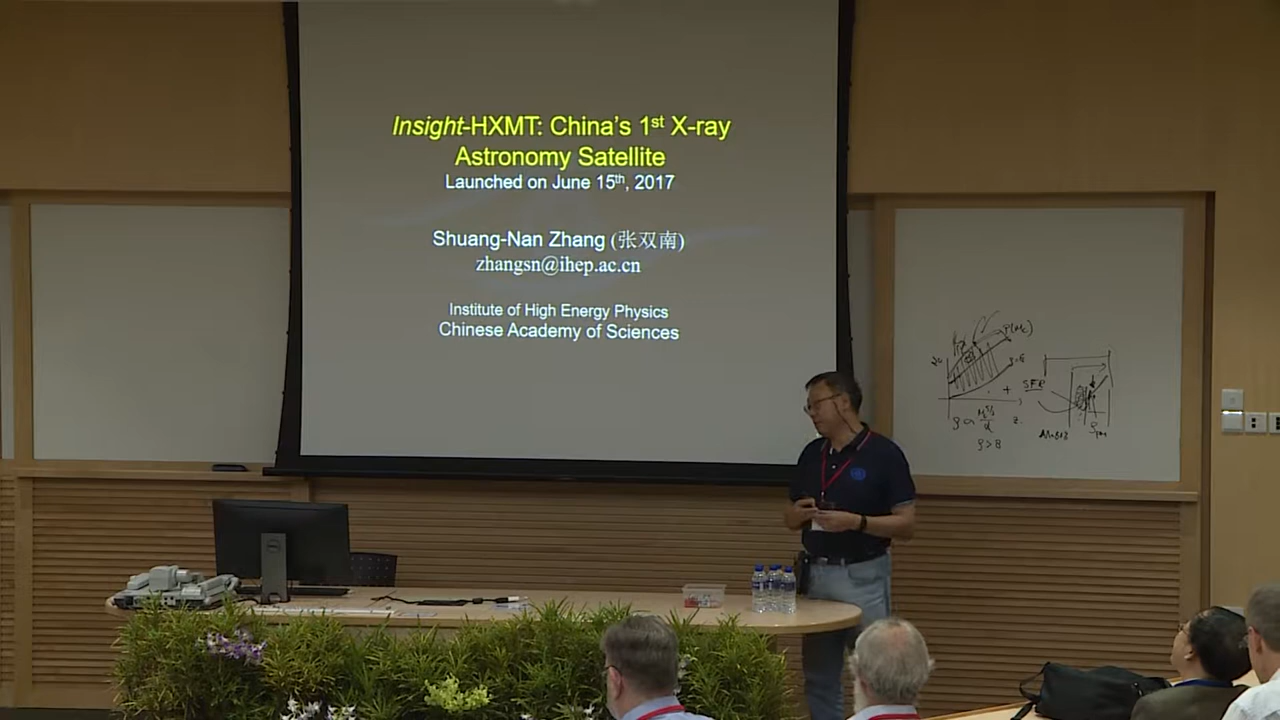 Insight-HXMT: China's 1st X-ray
Astronomy Satellite
Launched on June 15th, 2017
Shuang-Nan Zhang (张双南)
zhangsn@ihep.ac.cn
Institute of High Energy Physics
Chinese Academy of Sciences
SFR